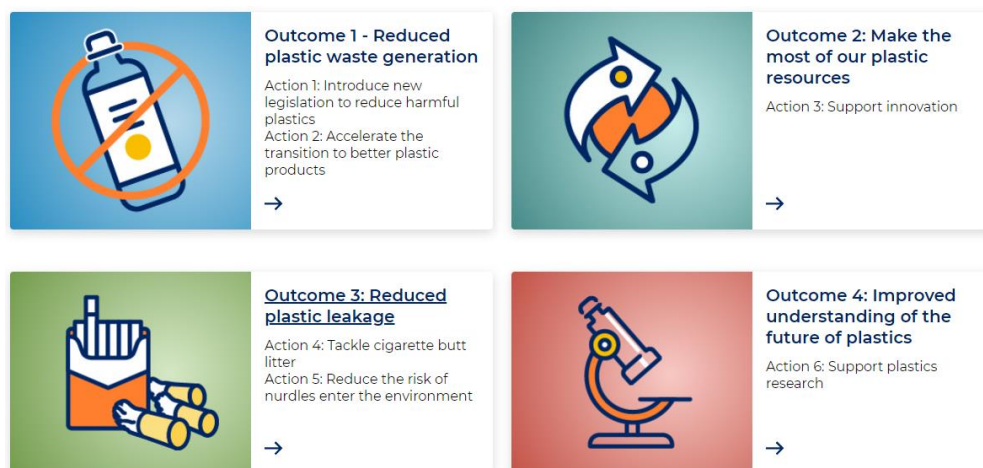 Outcome 1 - Reduced
plastic waste generation
Action 1: Introduce new
legislation to reduce harmful
plastics
Action 2: Accelerate the
transition to better plastic
products
Outcome 2: Make the
most of our plastic
resources
Action 3: Support innovation
Outcome 3: Reduced
plastic leakage
Action 4: Tackle cigarette butt
litter
Action 5: Reduce the risk of
nurdles enter the environment
Outcome 4: Improved
understanding of the
future of plastics
Action 6: Support plastics
research